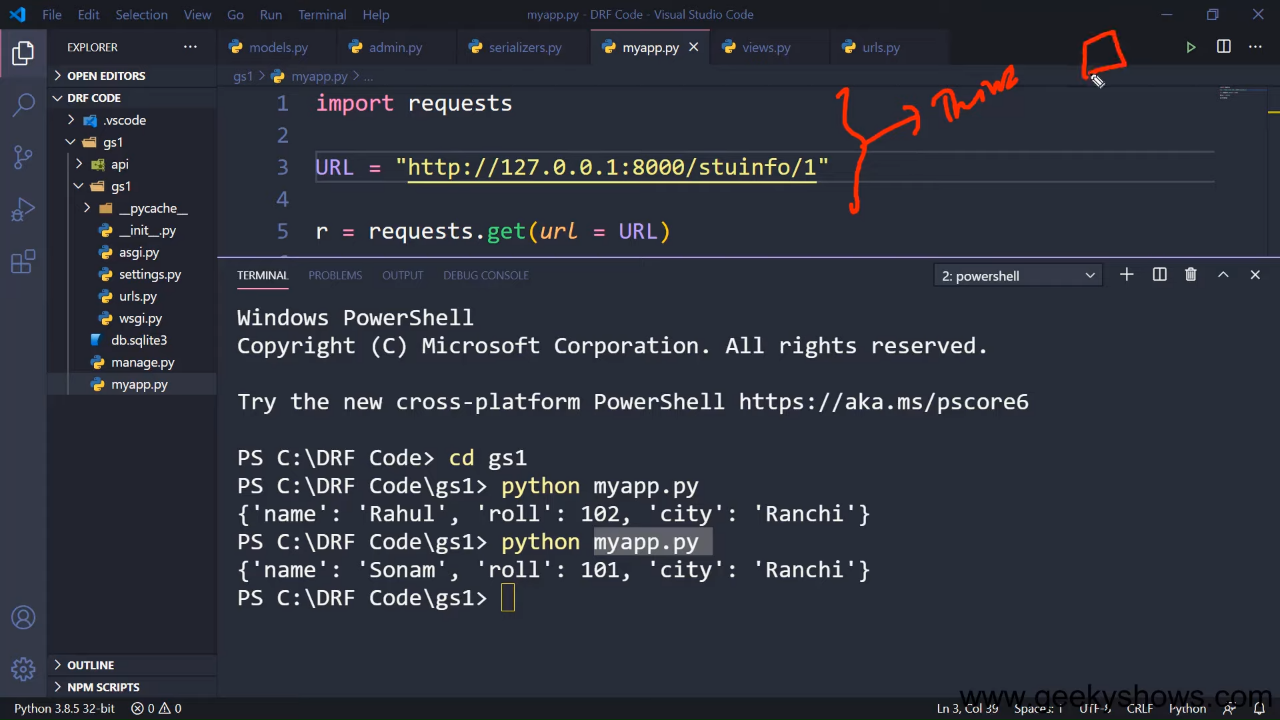 File Edit Selection View Go Run Terminal Help myapp.py - DRF Code - Visual Studio Code
EXPLORER
models.py admin.py serializers.py myapp.py views.py urls.py
OPEN EDITORS
DRF CODE
.vscode
gs1
api
gs1
__pycache__
__init__.py
asgi.py
settings.py
urls.py
wsgi.py
db.sqlite3
manage.py
myapp.py
OUTLINE
NPM SCRIPTS
gs1 > myapp.py > ...
1 import requests
2
3 URL = "http://127.0.0.1:8000/stuinfo/1"
4
5 r = requests.get(url = URL)
TERMINAL PROBLEMS OUTPUT DEBUG CONSOLE 2: powershell
Windows PowerShell
Copyright (C) Microsoft Corporation. All rights reserved.
Try the new cross-platform PowerShell https://aka.ms/pscore6
PS C:\DRF Code> cd gs1
PS C:\DRF Code\gs1> python myapp.py
{'name': 'Rahul', 'roll': 102, 'city': 'Ranchi'}
PS C:\DRF Code\gs1> python myapp.py
{'name': 'Sonam', 'roll': 101, 'city': 'Ranchi'}
PS C:\DRF Code\gs1>
www.geekyshows.com
Python 3.8.5 32-bit 0 0 Ln 3, Col 39 Spaces: 1 UTF-8 CRLF Python